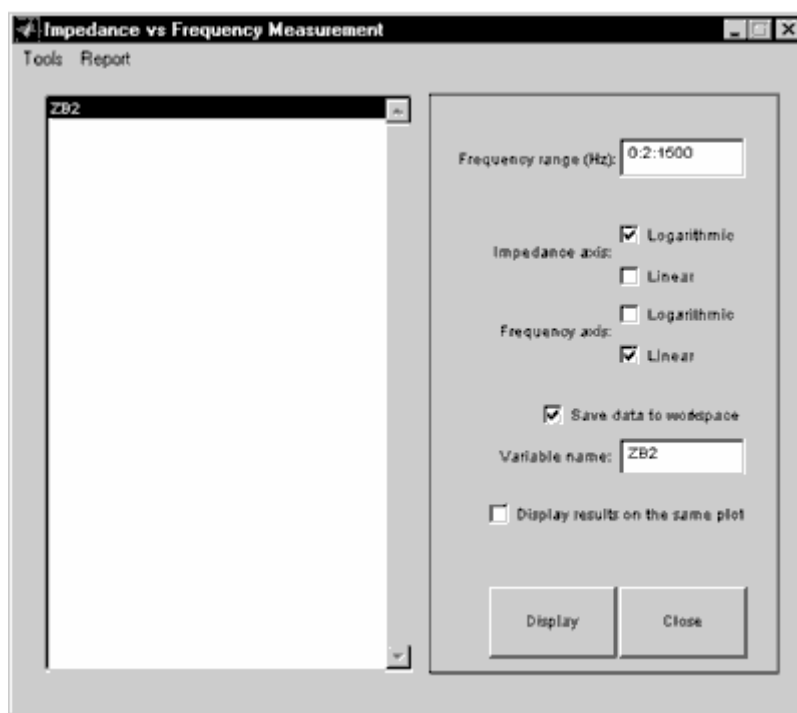 Impedance vs Frequency Measurement
Tools Report
ZB2
Frequency range (Hz): 0:2:1500
Impedance axis:
Logarithmic
Linear
Frequency axis:
Logarithmic
Linear
Save data to workspace
Variable name: ZB2
Display results on the same plot
Display Close